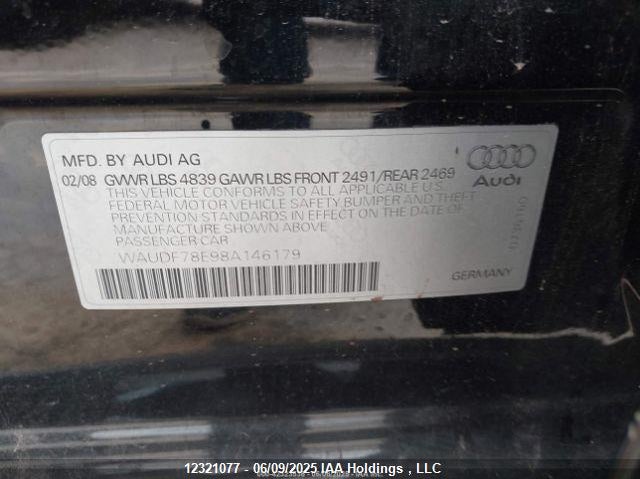 MFD. BY AUDI AG
02/08 GVWR LBS 4839 GAWR LBS FRONT 2491/REAR 2469
THIS VEHICLE CONFORMS TO ALL APPLICABLE U.S.
FEDERAL MOTOR VEHICLE SAFETY BUMPER AND THEFT
PREVENTION STANDARDS IN EFFECT ON THE DATE OF
MANUFACTURE SHOWN ABOVE
PASSENGER CAR
WAUDF78E98A146179
Audi
GERMANY
12321077 - 06/09/2025 IAA Holdings , LLC